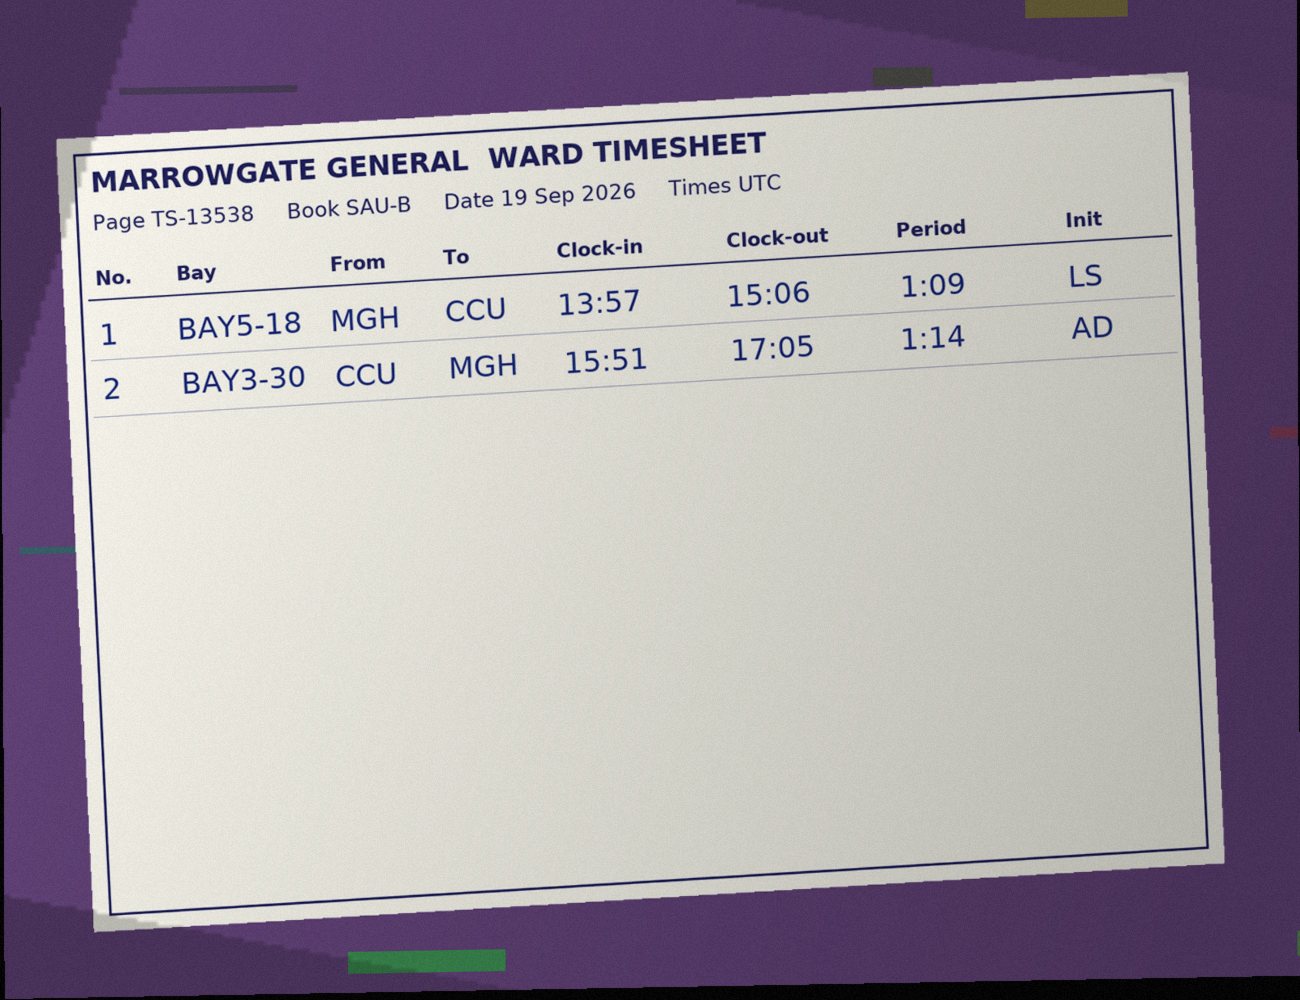 MARROWGATE GENERAL WARD TIMESHEET
Page TS-13538 Book SAU-B Date 19 Sep 2026 Times UTC
No. Bay From To Clock-in Clock-out Period Init
1 BAY5-18 MGH CCU 13:57 15:06 1:09 LS
2 BAY3-30 CCU MGH 15:51 17:05 1:14 AD